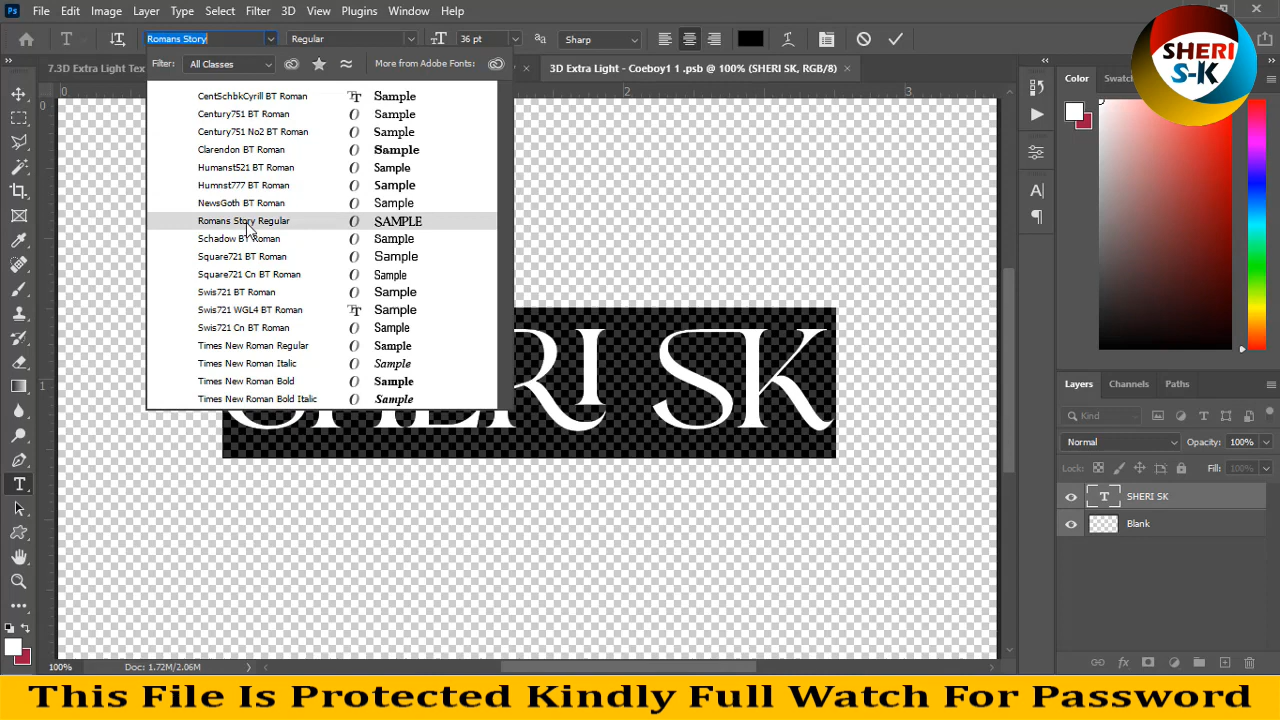 Ps File Edit Image Layer Type Select Filter 3D View Plugins Window Help
Romans Story Regular 36 pt Sharp
SHERI
S-K
Filter: All Classes More from Adobe Fonts:
7.3D Extra Light Tex
3D Extra Light - Coeboy1 1 .psb @ 100% (SHERI SK, RGB/8)
CentSchbkCyrill BT Roman Sample
Century751 BT Roman Sample
Century751 No2 BT Roman Sample
Clarendon BT Roman Sample
Humanst521 BT Roman Sample
Humnst777 BT Roman Sample
NewsGoth BT Roman Sample
Romans Story Regular SAMPLE
Schadow BT Roman Sample
Square721 BT Roman Sample
Square721 Cn BT Roman Sample
Swis721 BT Roman Sample
Swis721 WGL4 BT Roman Sample
Swis721 Cn BT Roman Sample
Times New Roman Regular Sample
Times New Roman Italic Sample
Times New Roman Bold Sample
Times New Roman Bold Italic Sample
0 2 3
0
1
SHERI SK
Color Swatch
Layers Channels Paths
Kind
Normal Opacity: 100%
Lock: Fill: 100%
T SHERI SK
Blank
100% Doc: 1.72M/2.06M
This File Is Protected Kindly Full Watch For Password